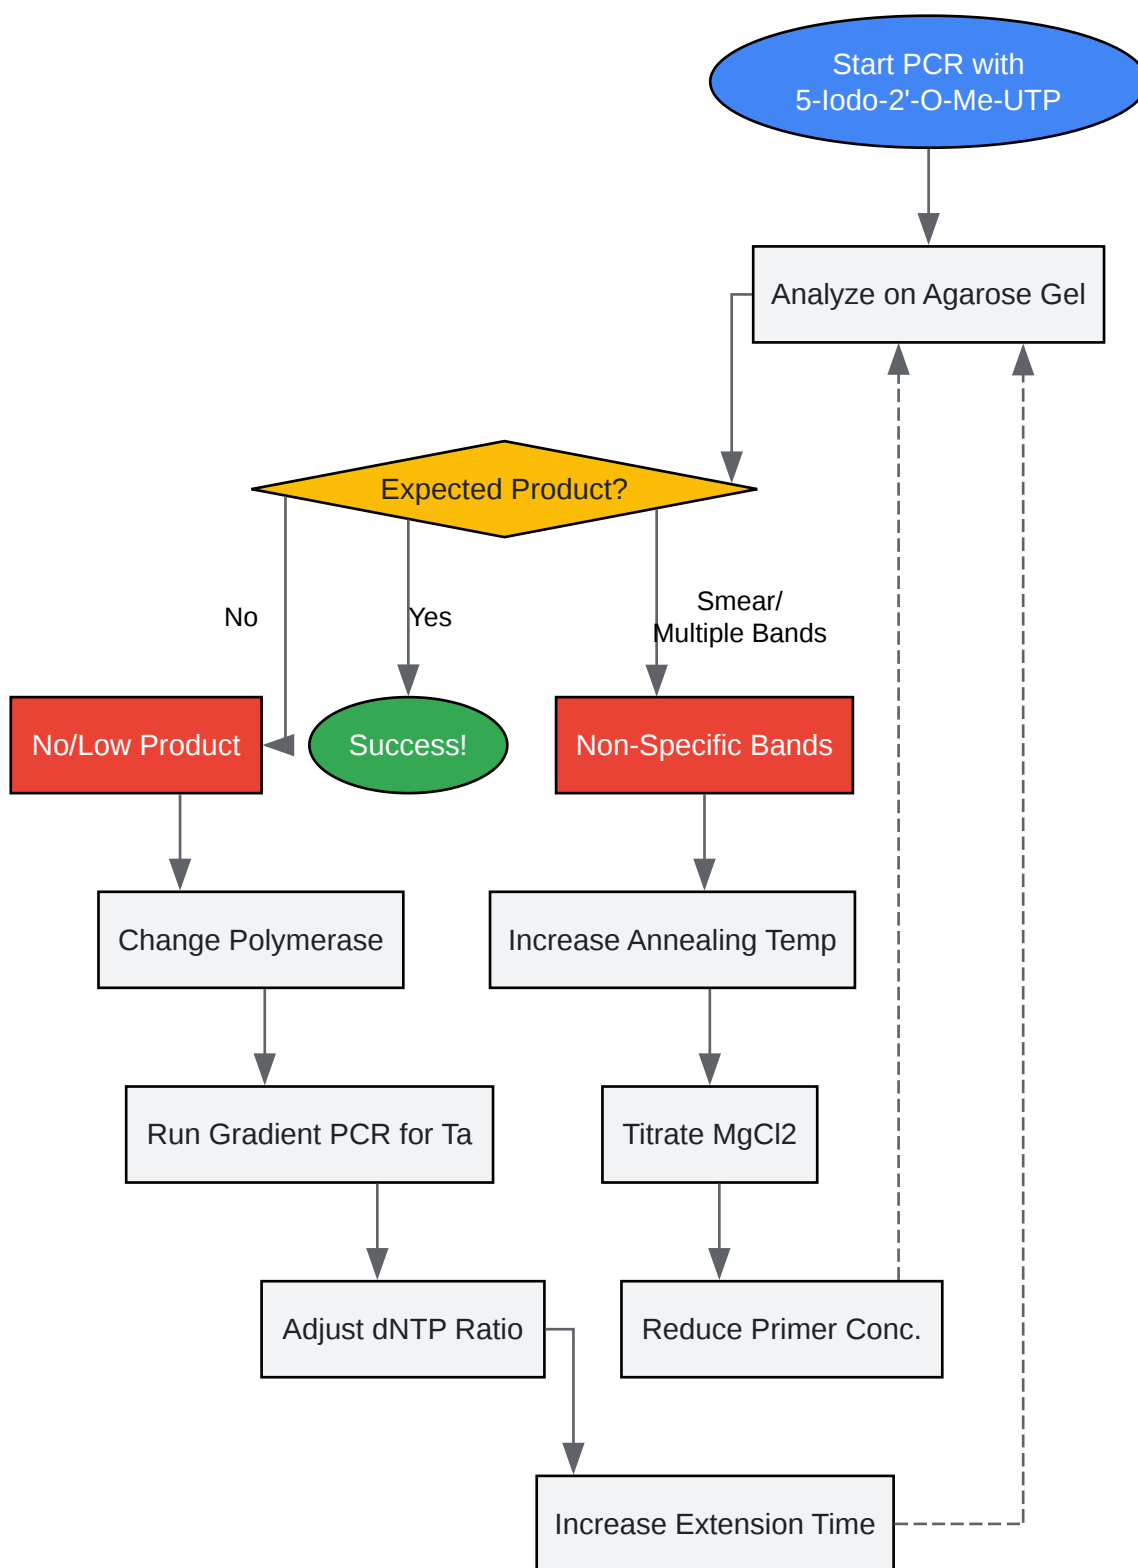 Start PCR with
5-Iodo-2'-O-Me-UTP
Analyze on Agarose Gel
Expected Product?
No
Yes
Smear/
Multiple Bands
No/Low Product
Success!
Non-Specific Bands
Change Polymerase
Increase Annealing Temp
Run Gradient PCR for Ta
Titrate MgCl2
Adjust dNTP Ratio
Reduce Primer Conc.
Increase Extension Time